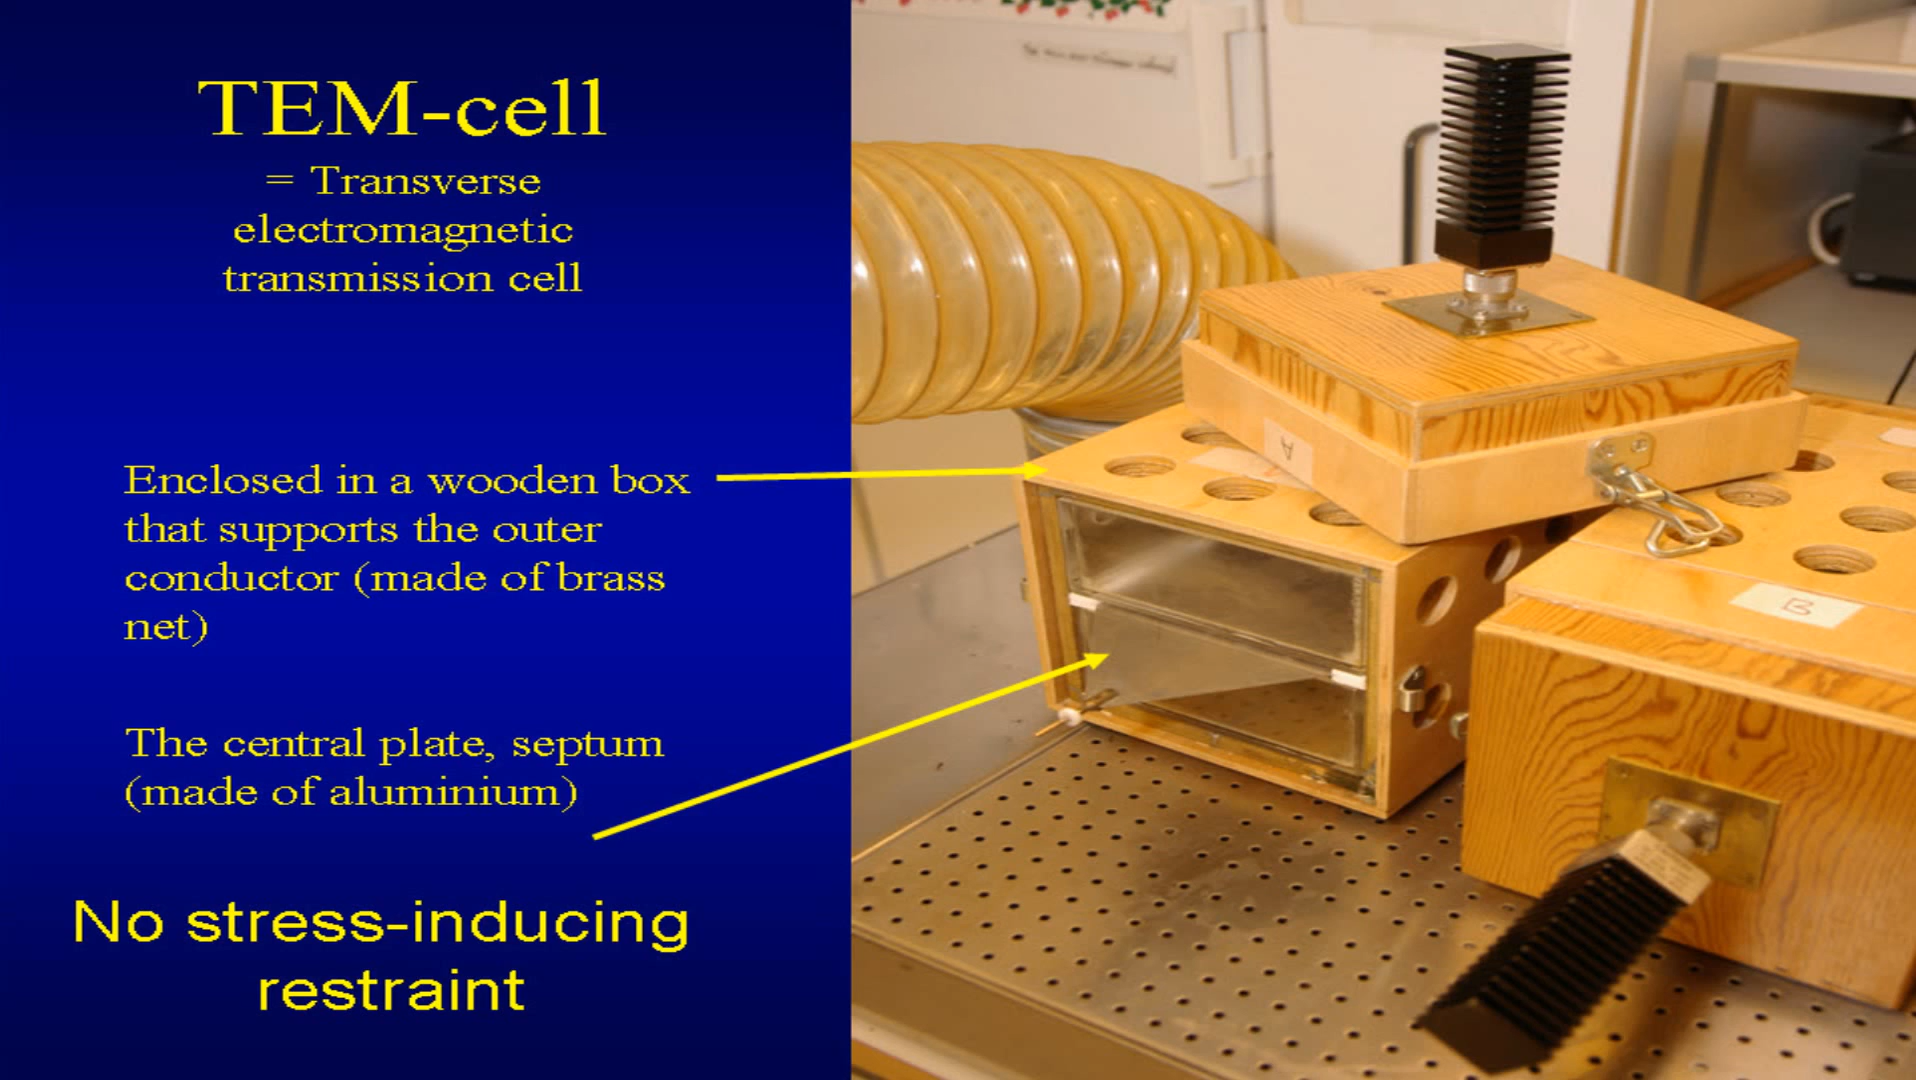 TEM-cell
= Transverse
electromagnetic
transmission cell
Enclosed in a wooden box
that supports the outer
conductor (made of brass
net)
The central plate, septum
(made of aluminium)
No stress-inducing
restraint
A
B